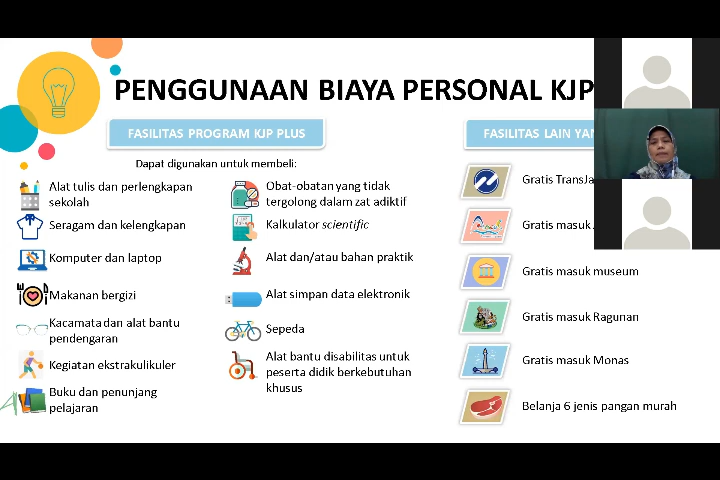 PENGGUNAAN BIAYA PERSONAL KJP
FASILITAS PROGRAM KJP PLUS
Dapat digunakan untuk membeli:
Alat tulis dan perlengkapan
sekolah
Seragam dan kelengkapan
Komputer dan laptop
Makanan bergizi
Kacamata dan alat bantu
pendengaran
Kegiatan ekstrakulikuler
Buku dan penunjang
pelajaran
Obat-obatan yang tidak
tergolong dalam zat adiktif
Kalkulator scientific
Alat dan/atau bahan praktik
Alat simpan data elektronik
Sepeda
Alat bantu disabilitas untuk
peserta didik berkebutuhan
khusus
FASILITAS LAIN
Gratis
Gratis masuk
Gratis masuk museum
Gratis masuk Ragunan
Gratis masuk Monas
Belanja 6 jenis pangan murah